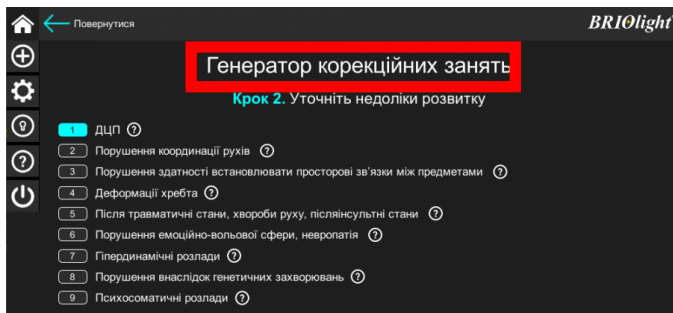 Повернутися
BRIOlight
Генератор корекційних занять
Крок 2. Уточніть недоліки розвитку
1 ДЦП ?
2 Порушення координації рухів ?
3 Порушення здатності встановлювати просторові зв'язки між предметами ?
4 Деформації хребта ?
5 Після травматичні стани, хвороби руху, післяінсультні стани ?
6 Порушення емоційно-вольової сфери, невропатія ?
7 Гіпердинамічні розлади ?
8 Порушення внаслідок генетичних захворювань ?
9 Психосоматичні розлади ?